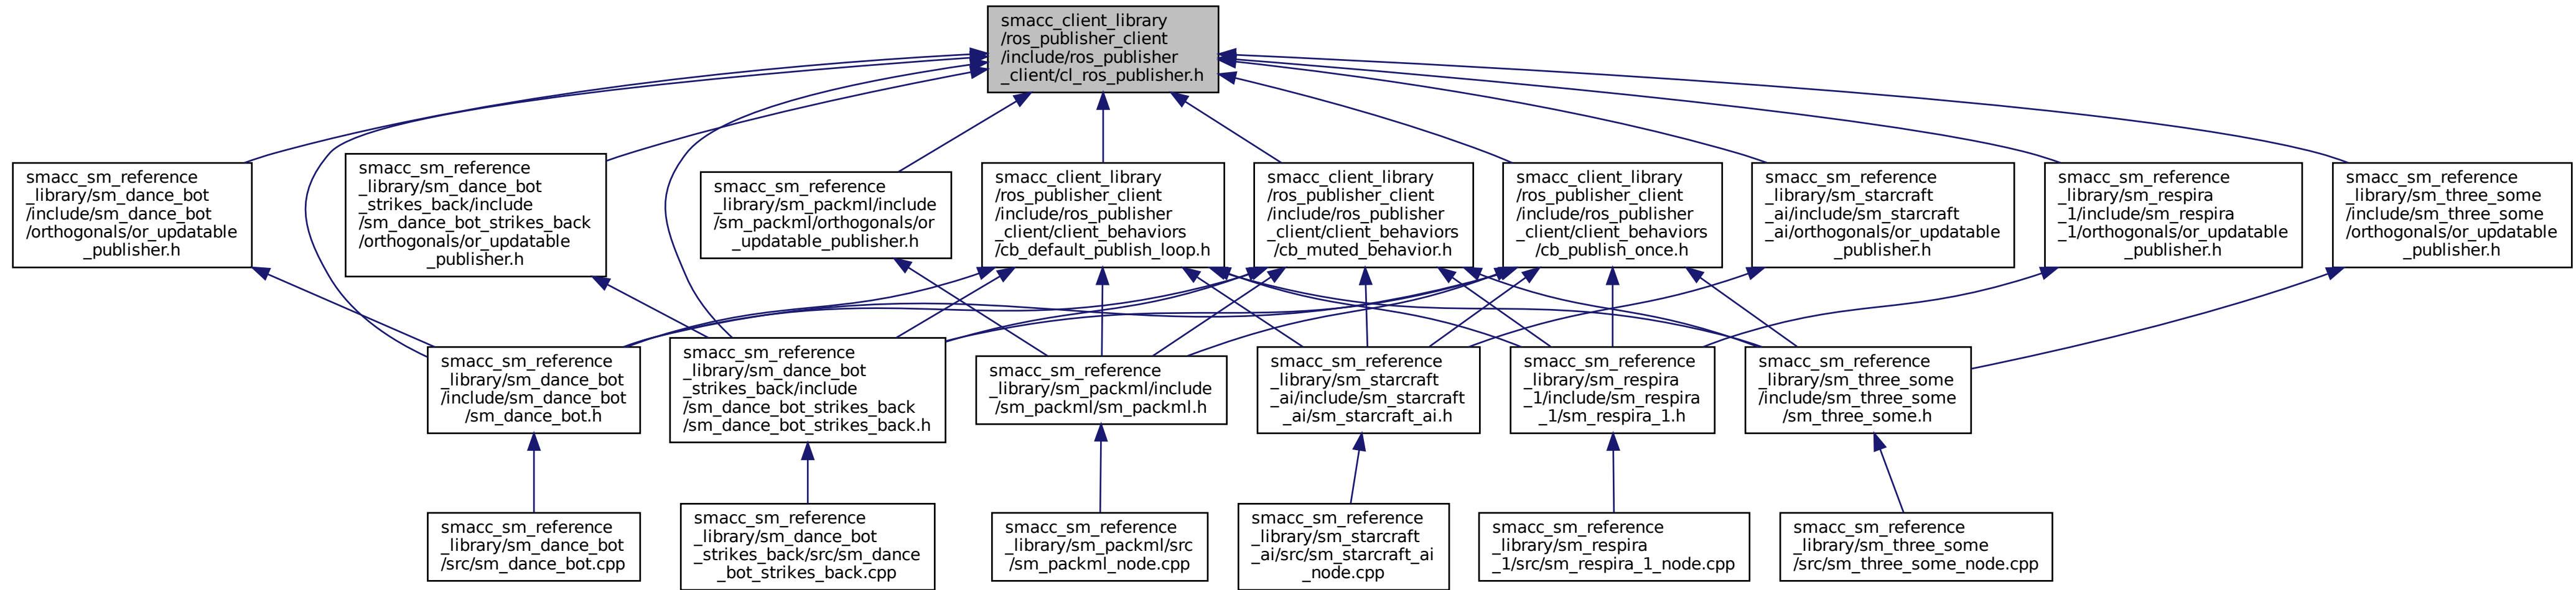 smacc_client_library
/ros_publisher_client
/include/ros_publisher
_client/cl_ros_publisher.h
smacc_sm_reference
_library/sm_dance_bot
/include/sm_dance_bot
/orthogonals/or_updatable
_publisher.h
smacc_sm_reference
_library/sm_dance_bot
_strikes_back/include
/sm_dance_bot_strikes_back
/orthogonals/or_updatable
_publisher.h
smacc_sm_reference
_library/sm_packml/include
/sm_packml/orthogonals/or
_updatable_publisher.h
smacc_client_library
/ros_publisher_client
/include/ros_publisher
_client/client_behaviors
/cb_default_publish_loop.h
smacc_client_library
/ros_publisher_client
/include/ros_publisher
_client/client_behaviors
/cb_muted_behavior.h
smacc_client_library
/ros_publisher_client
/include/ros_publisher
_client/client_behaviors
/cb_publish_once.h
smacc_sm_reference
_library/sm_starcraft
_ai/include/sm_starcraft
_ai/orthogonals/or_updatable
_publisher.h
smacc_sm_reference
_library/sm_respira
_1/include/sm_respira
_1/orthogonals/or_updatable
_publisher.h
smacc_sm_reference
_library/sm_three_some
/include/sm_three_some
/orthogonals/or_updatable
_publisher.h
smacc_sm_reference
_library/sm_dance_bot
/include/sm_dance_bot
/sm_dance_bot.h
smacc_sm_reference
_library/sm_dance_bot
_strikes_back/include
/sm_dance_bot_strikes_back
/sm_dance_bot_strikes_back.h
smacc_sm_reference
_library/sm_packml/include
/sm_packml/sm_packml.h
smacc_sm_reference
_library/sm_starcraft
_ai/include/sm_starcraft
_ai/sm_starcraft_ai.h
smacc_sm_reference
_library/sm_respira
_1/include/sm_respira
_1/sm_respira_1.h
smacc_sm_reference
_library/sm_three_some
/include/sm_three_some
/sm_three_some.h
smacc_sm_reference
_library/sm_dance_bot
/src/sm_dance_bot.cpp
smacc_sm_reference
_library/sm_dance_bot
_strikes_back/src/sm_dance
_bot_strikes_back.cpp
smacc_sm_reference
_library/sm_packml/src
/sm_packml_node.cpp
smacc_sm_reference
_library/sm_starcraft
_ai/src/sm_starcraft_ai
_node.cpp
smacc_sm_reference
_library/sm_respira
_1/src/sm_respira_1_node.cpp
smacc_sm_reference
_library/sm_three_some
/src/sm_three_some_node.cpp